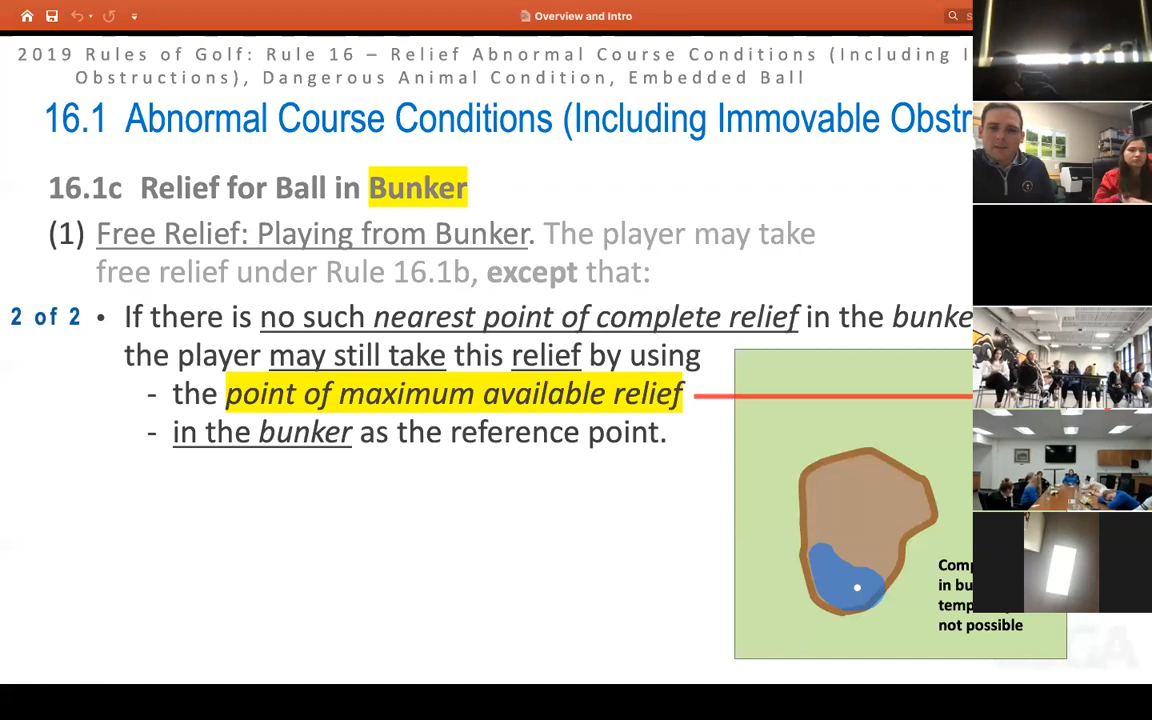 Overview and Intro
2019 Rules of Golf: Rule 16 – Relief Abnormal Course Conditions (Including I
Obstructions), Dangerous Animal Condition, Embedded Ball
16.1 Abnormal Course Conditions (Including Immovable Obstr
16.1c Relief for Ball in Bunker
(1) Free Relief: Playing from Bunker. The player may take
free relief under Rule 16.1b, except that:
2 of 2 • If there is no such nearest point of complete relief in the bunke
the player may still take this relief by using
- the point of maximum available relief
- in the bunker as the reference point.
Comp
in bu
temp
not possible